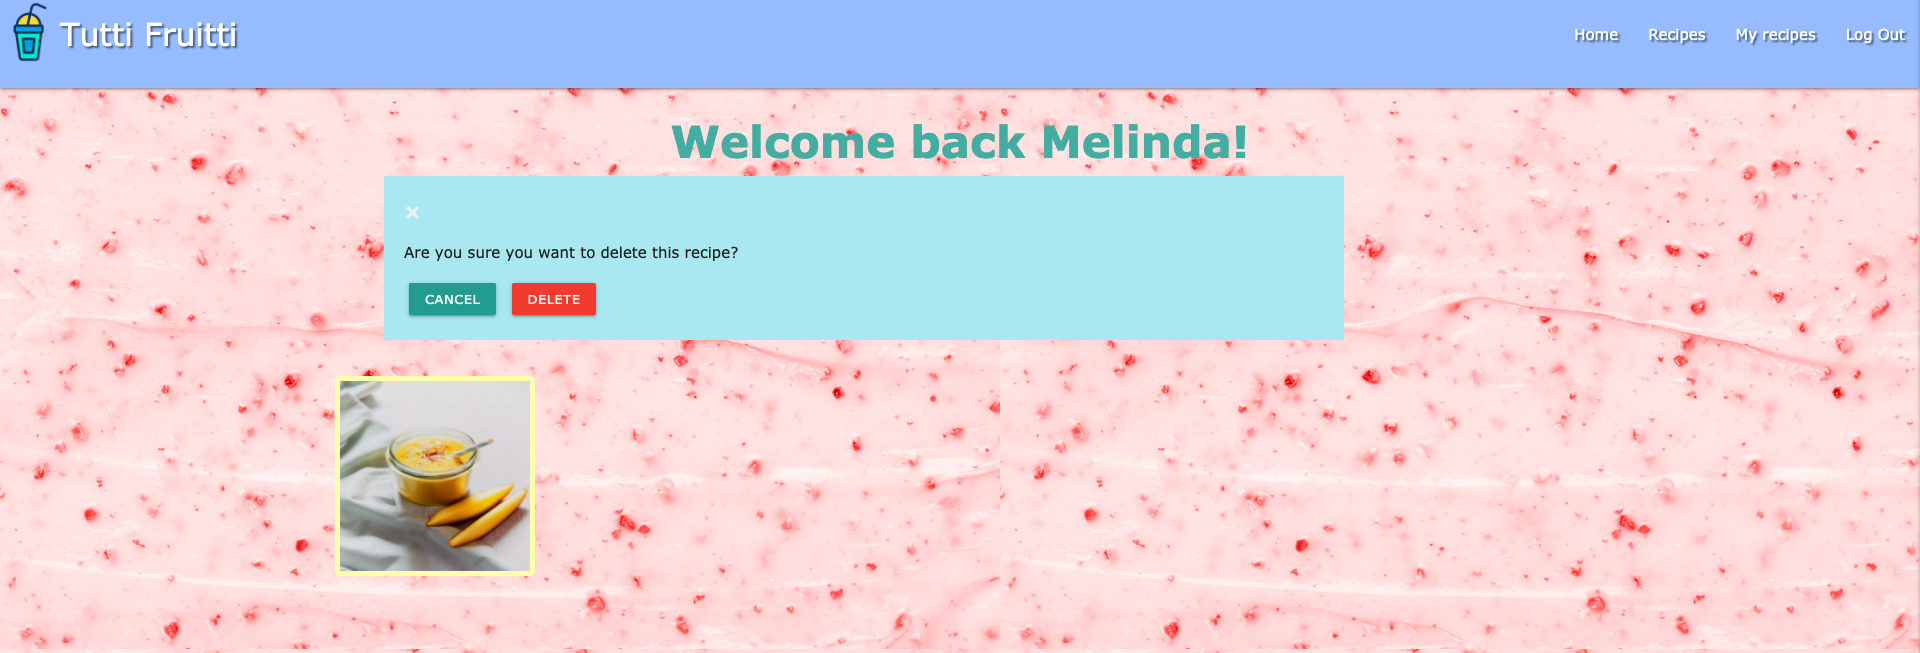 Tutti Fruitti
Home Recipes My recipes Log Out
Welcome back Melinda!
×
Are you sure you want to delete this recipe?
CANCEL DELETE